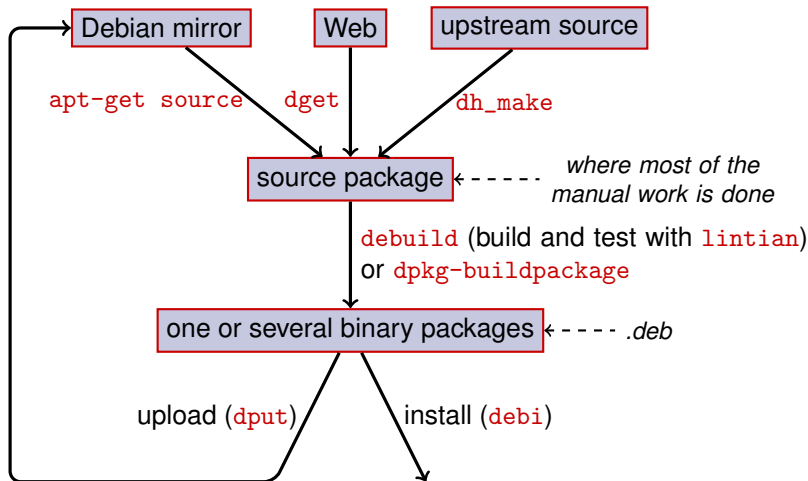 Debian mirror
Web
upstream source
apt-get source
dget
dh_make
source package
where most of the
manual work is done
debuild (build and test with lintian)
or dpkg-buildpackage
one or several binary packages
.deb
upload (dput)
install (debi)